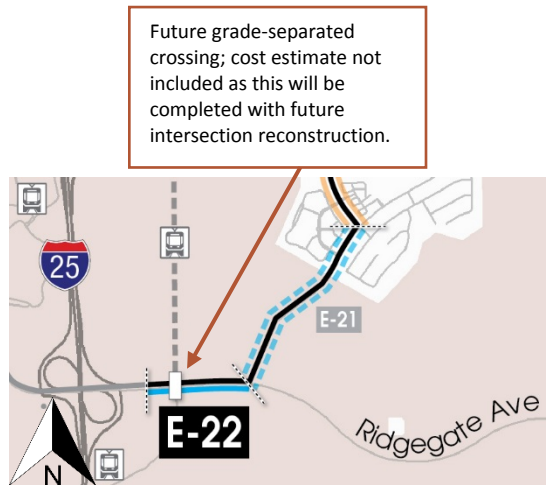 Future grade-separated
crossing; cost estimate not
included as this will be
completed with future
intersection reconstruction.
25
E-21
E-22
Ridgegate Ave
N